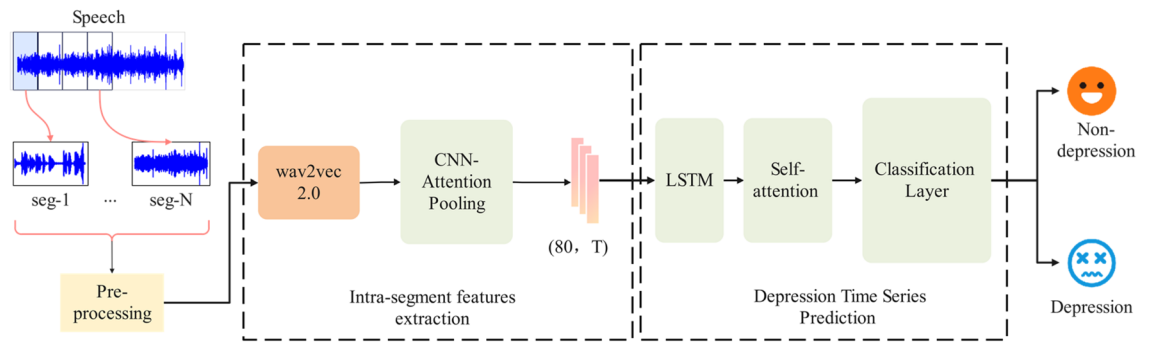 Speech
seg-1
...
seg-N
Pre-
processing
wav2vec
2.0
CNN-
Attention
Pooling
(80, T)
Intra-segment features
extraction
LSTM
Self-
attention
Classification
Layer
Depression Time Series
Prediction
Non-
depression
Depression